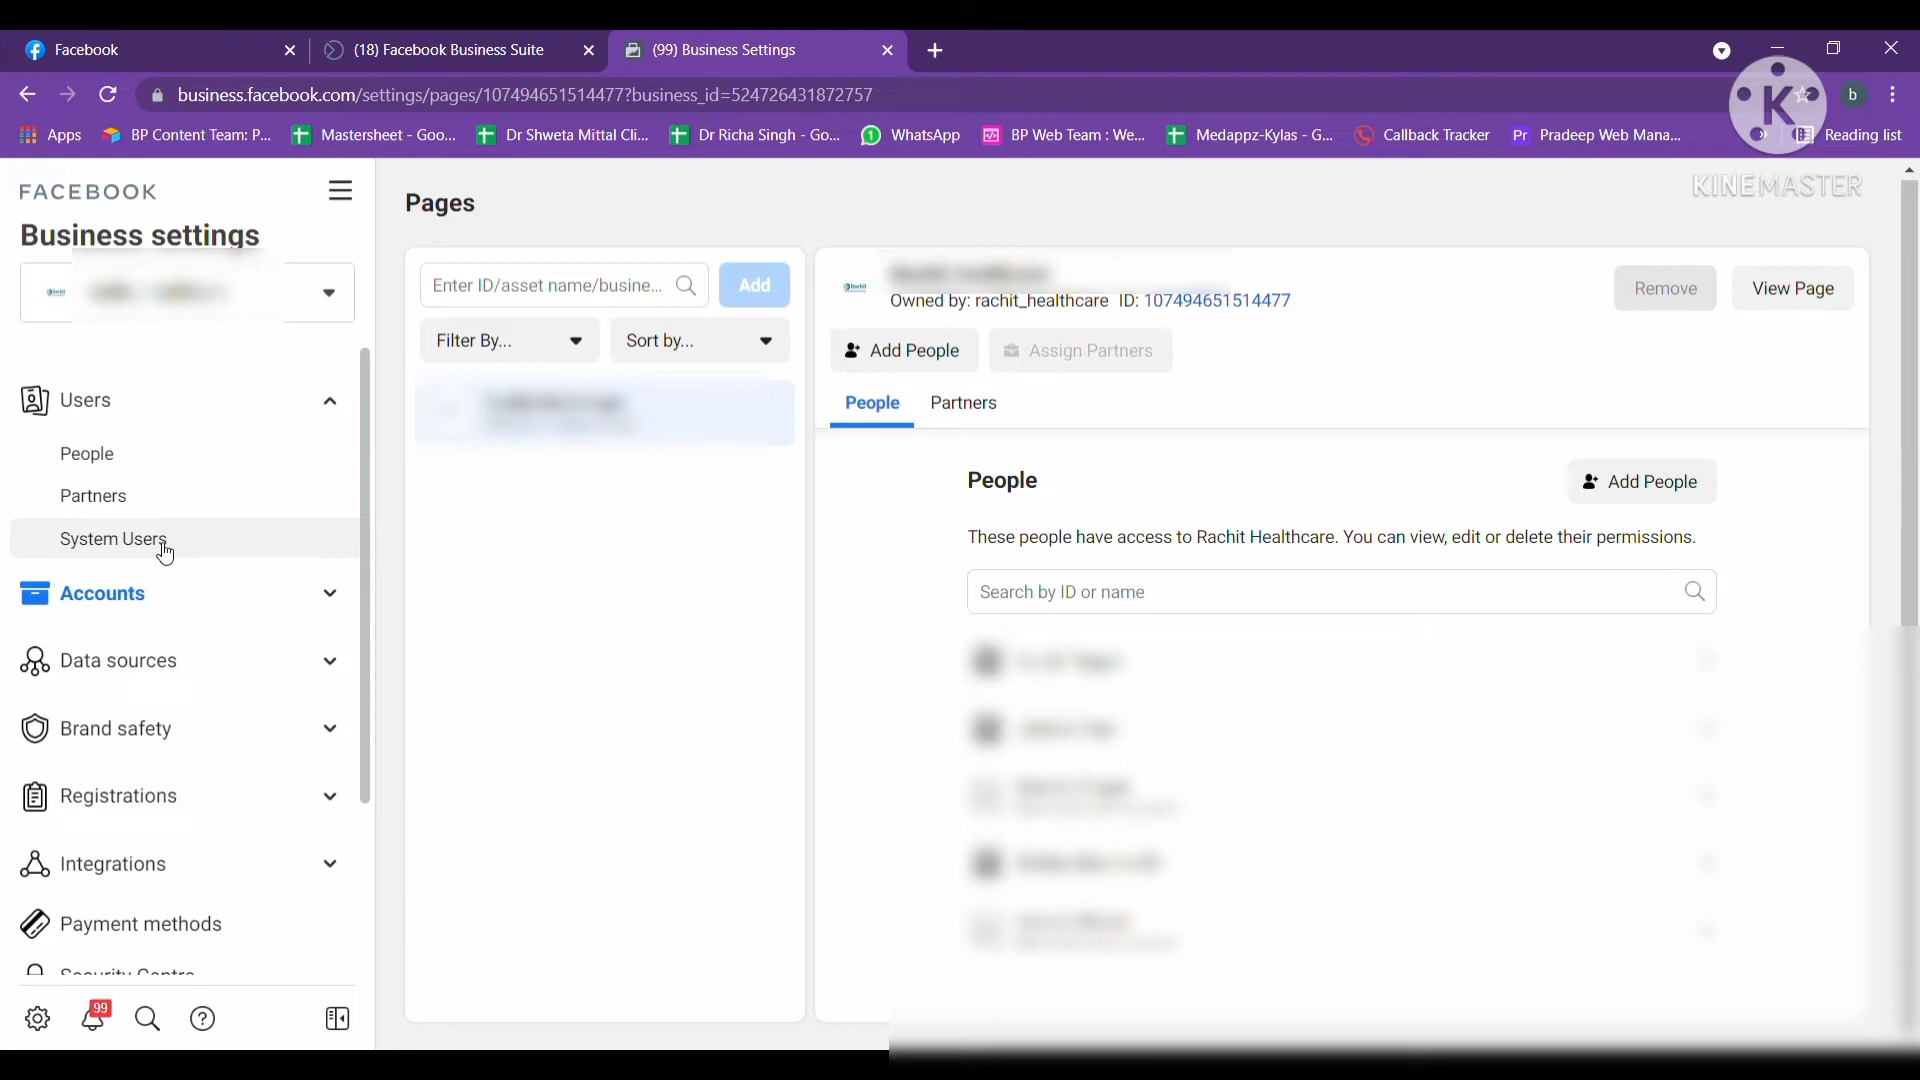 Facebook
(18) Facebook Business Suite
(99) Business Settings
business.facebook.com/settings/pages/107494651514477?business_id=524726431872757
b
Apps
BP Content Team: P...
Mastersheet - Goo...
Dr Shweta Mittal Cli...
Dr Richa Singh - Go...
1
WhatsApp
BP Web Team : We...
Medappz-Kylas - G...
Callback Tracker
Pr
Pradeep Web Mana...
»
Reading list
K
KINEMASTER
FACEBOOK
Business settings
Users
People
Partners
System Users
Accounts
Data sources
Brand safety
Registrations
Integrations
Payment methods
Security Centre
99
Pages
Enter ID/asset name/busine...
Add
Filter By...
Sort by...
Owned by: rachit_healthcare ID: 107494651514477
Remove
View Page
Add People
Assign Partners
People
Partners
People
Add People
These people have access to Rachit Healthcare. You can view, edit or delete their permissions.
Search by ID or name